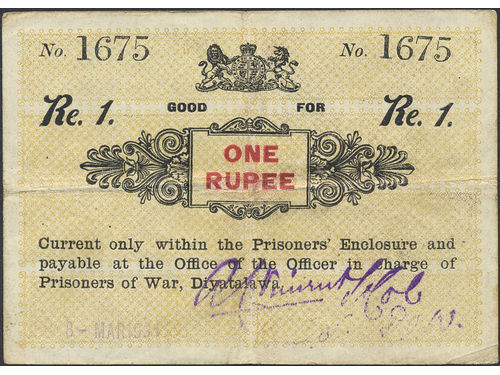 No. 1675 No. 1675
Re. 1. GOOD FOR Re. 1.
ONE
RUPEE
Current only within the Prisoners' Enclosure and
payable at the Office of the Officer in charge of
Prisoners of War, Diyatalawa.